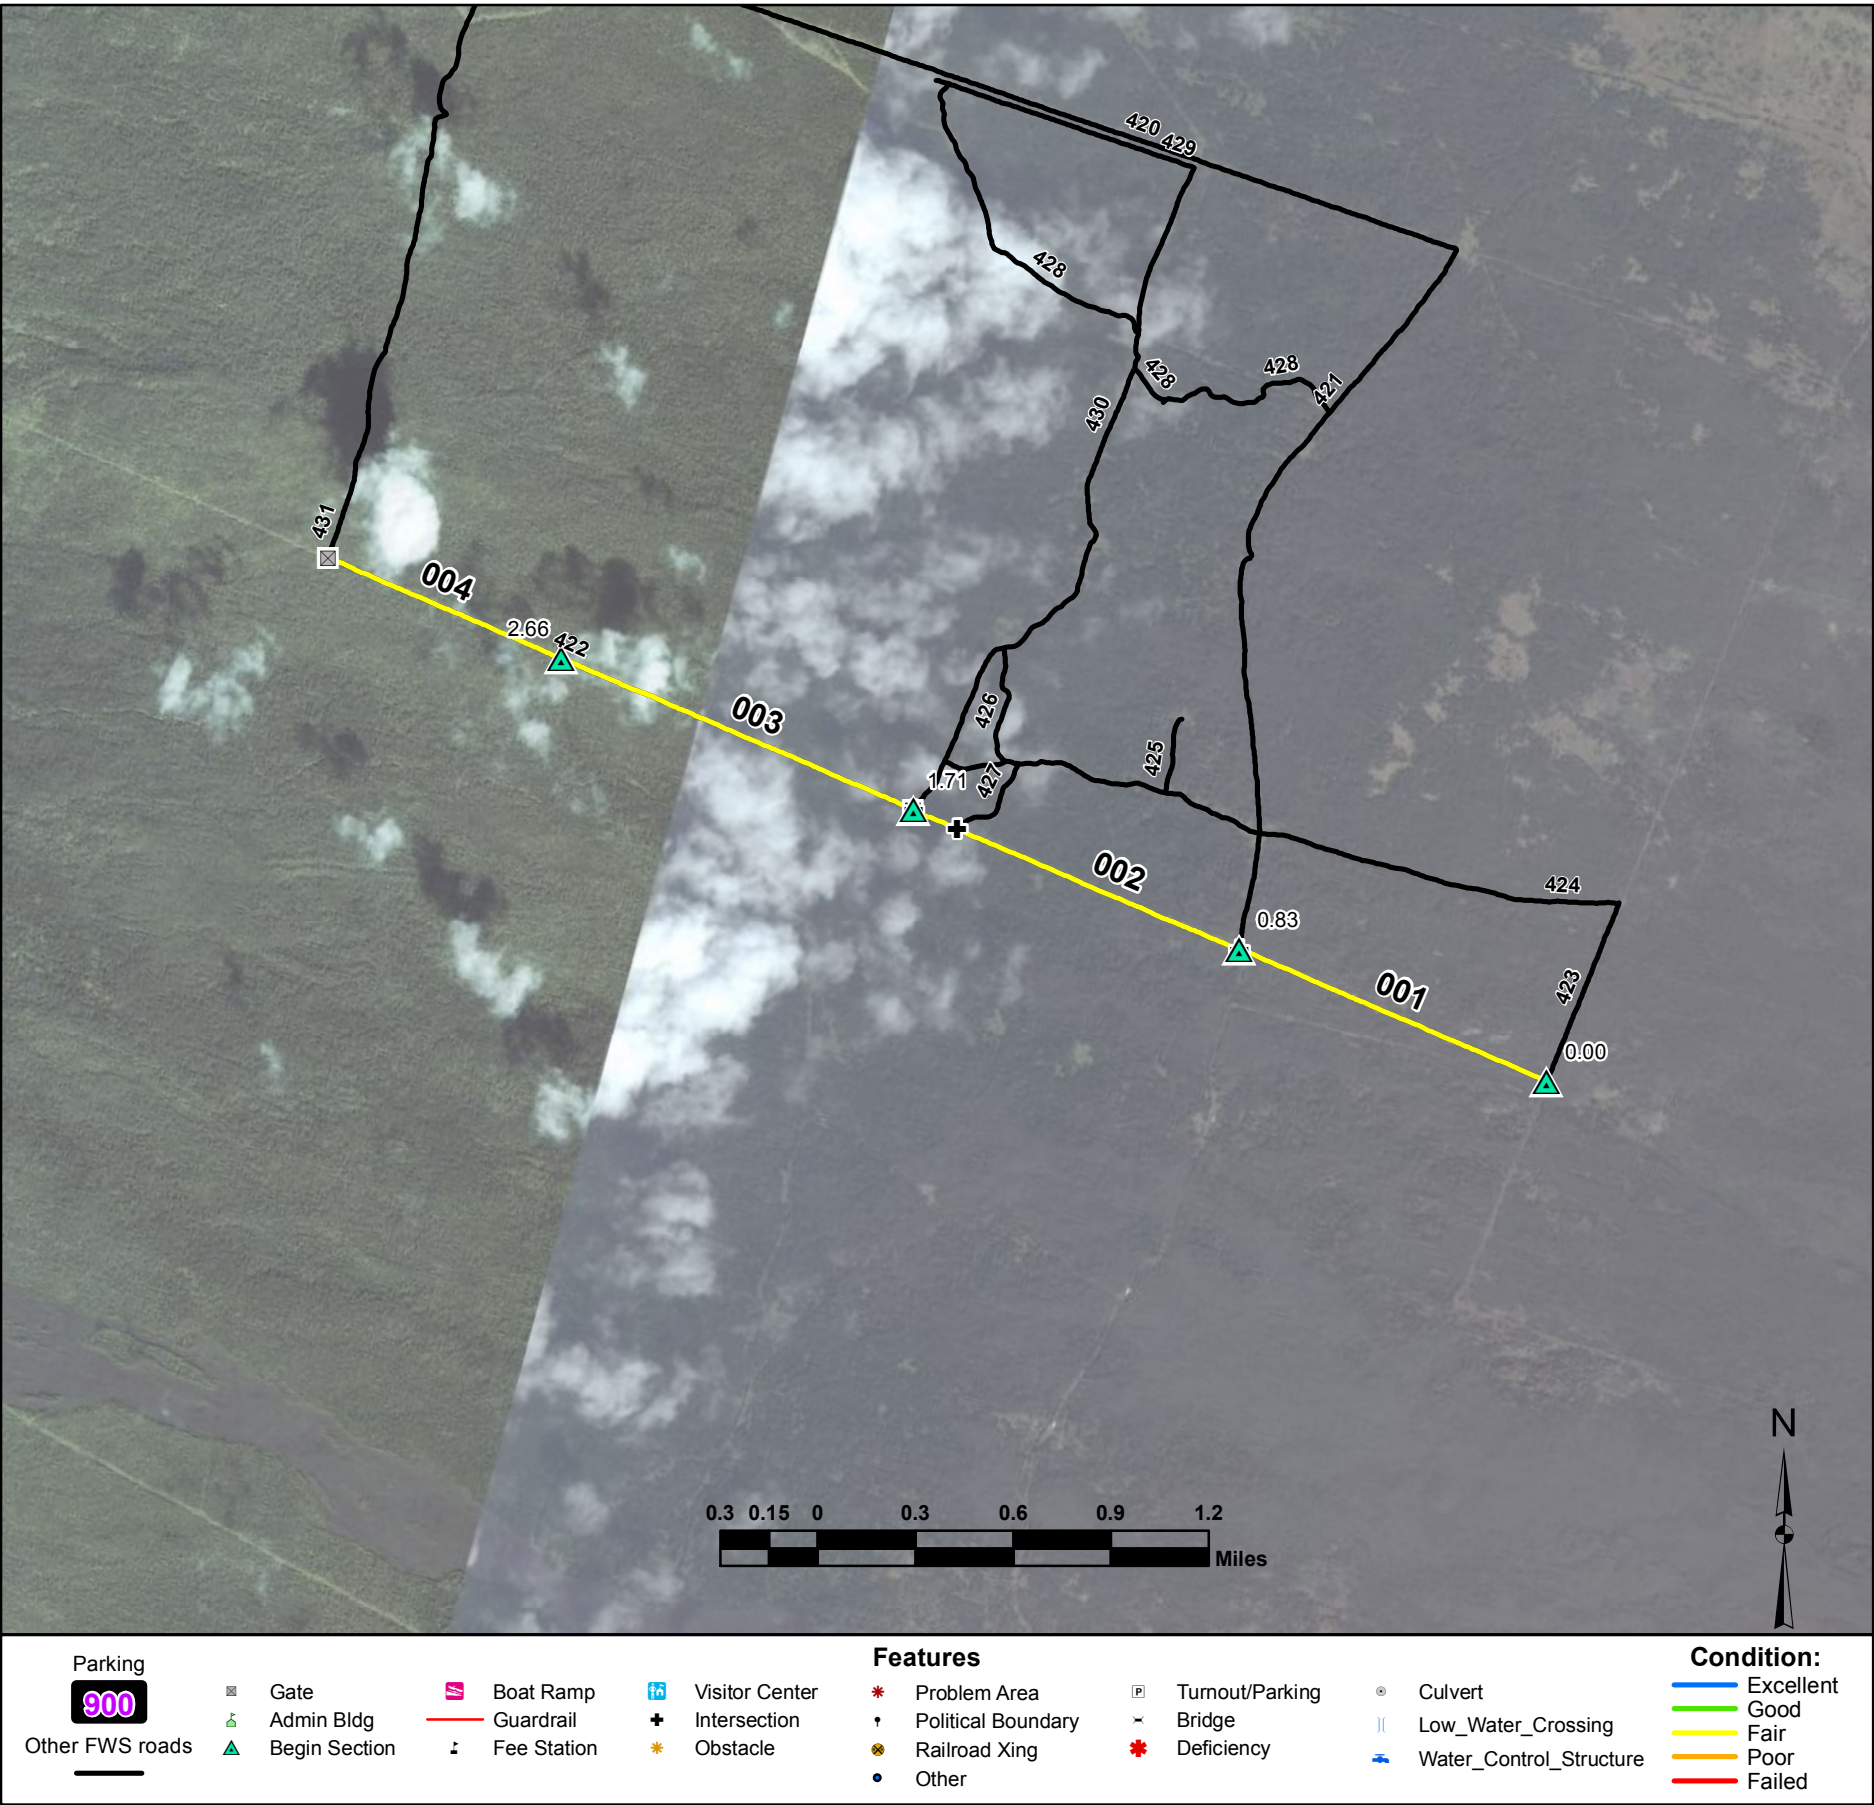 420
429
428
428
428
421
430
431
004
2.66
422
003
426
425
1.71
427
002
424
0.83
001
423
0.00
N
0.3 0.15 0 0.3 0.6 0.9 1.2
Miles
Features
Condition:
Parking
900
Other FWS roads
Gate
Admin Bldg
Begin Section
Boat Ramp
Guardrail
Fee Station
Visitor Center
Intersection
Obstacle
Problem Area
Political Boundary
Railroad Xing
Other
P Turnout/Parking
Bridge
Deficiency
Culvert
Low_Water_Crossing
Water_Control_Structure
Excellent
Good
Fair
Poor
Failed